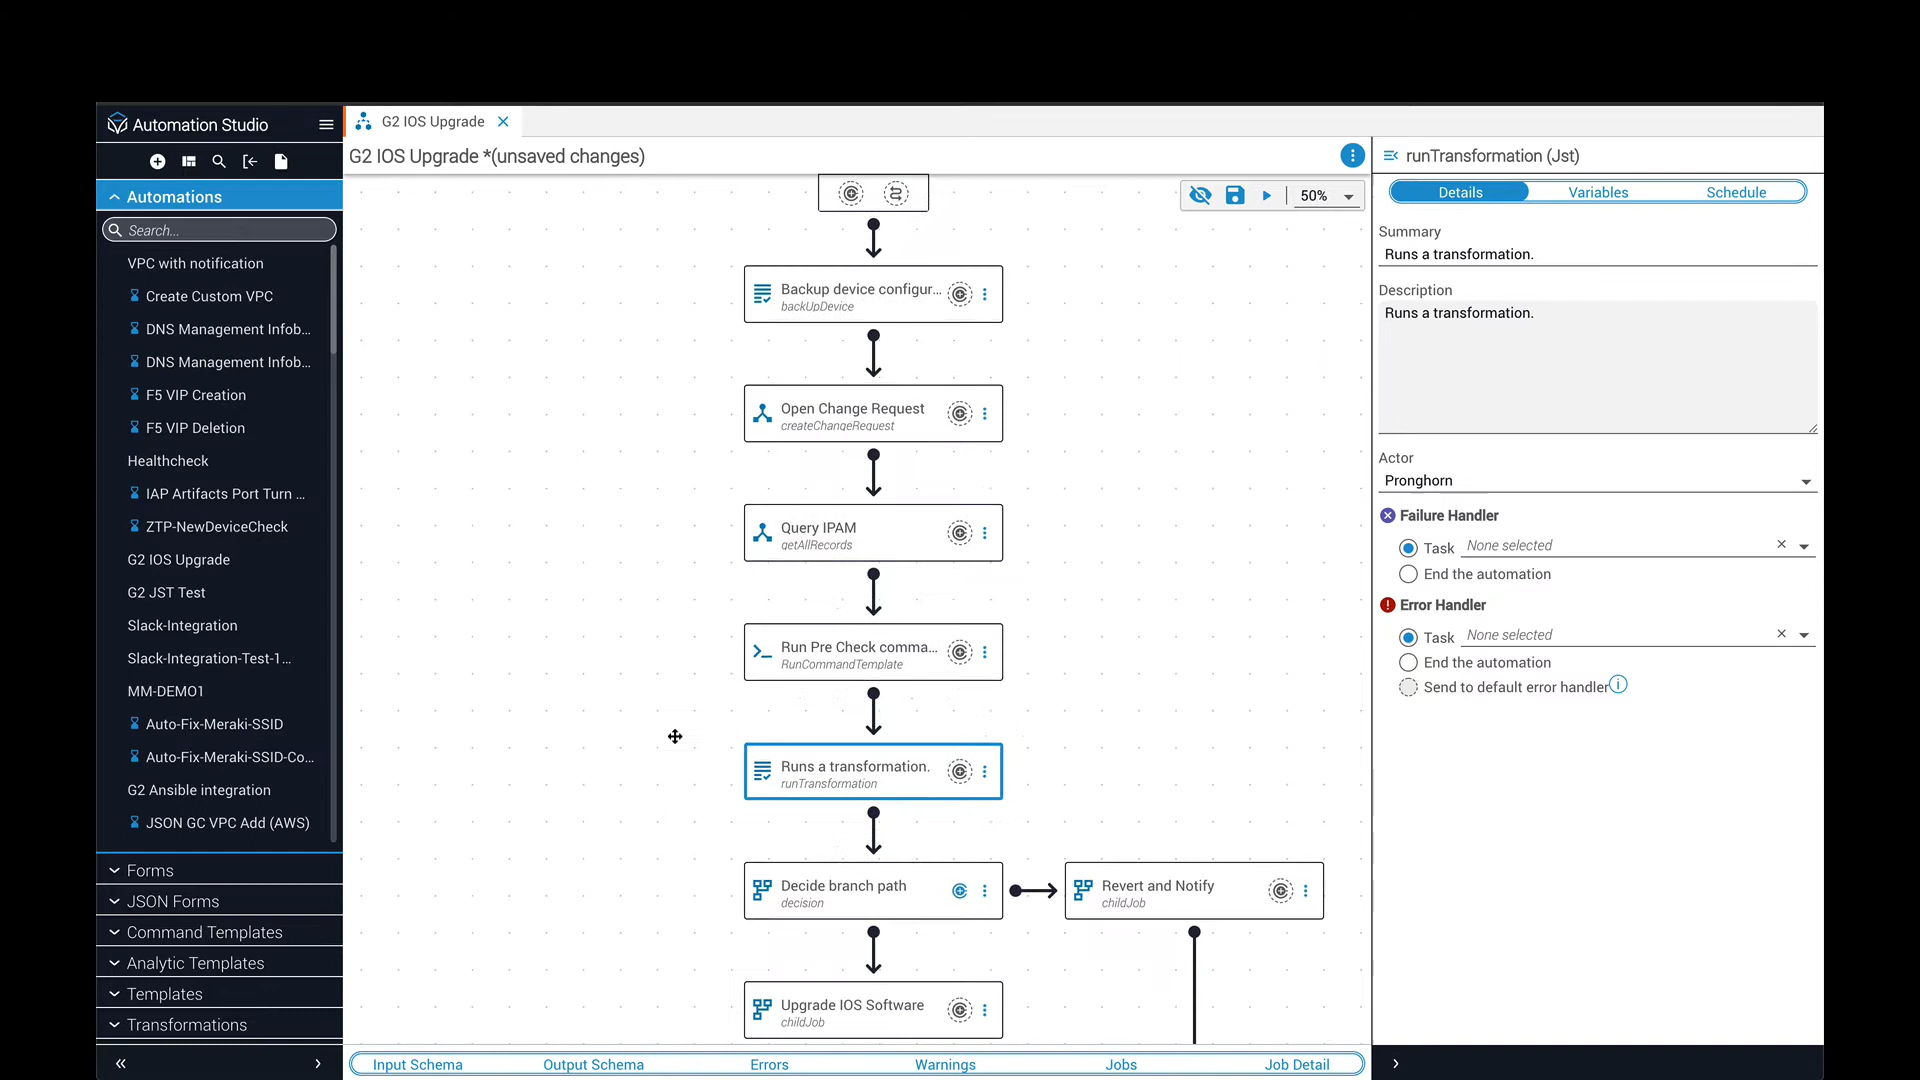 Automation Studio
G2 IOS Upgrade
G2 IOS Upgrade *(unsaved changes)
runTransformation (Jst)
Automations
Search...
VPC with notification
Create Custom VPC
DNS Management Infob...
DNS Management Infob...
F5 VIP Creation
F5 VIP Deletion
Healthcheck
IAP Artifacts Port Turn ...
ZTP-NewDeviceCheck
G2 IOS Upgrade
G2 JST Test
Slack-Integration
Slack-Integration-Test-1...
MM-DEMO1
Auto-Fix-Meraki-SSID
Auto-Fix-Meraki-SSID-Co...
G2 Ansible integration
JSON GC VPC Add (AWS)
Forms
JSON Forms
Command Templates
Analytic Templates
Templates
Transformations
50%
Backup device configur...
backUpDevice
Open Change Request
createChangeRequest
Query IPAM
getAllRecords
Run Pre Check comma...
RunCommandTemplate
Runs a transformation.
runTransformation
Decide branch path
decision
Revert and Notify
childJob
Upgrade IOS Software
childJob
Input Schema
Output Schema
Errors
Warnings
Jobs
Job Detail
Details
Variables
Schedule
Summary
Runs a transformation.
Description
Runs a transformation.
Actor
Pronghorn
Failure Handler
Task
None selected
End the automation
Error Handler
Task
None selected
End the automation
Send to default error handler